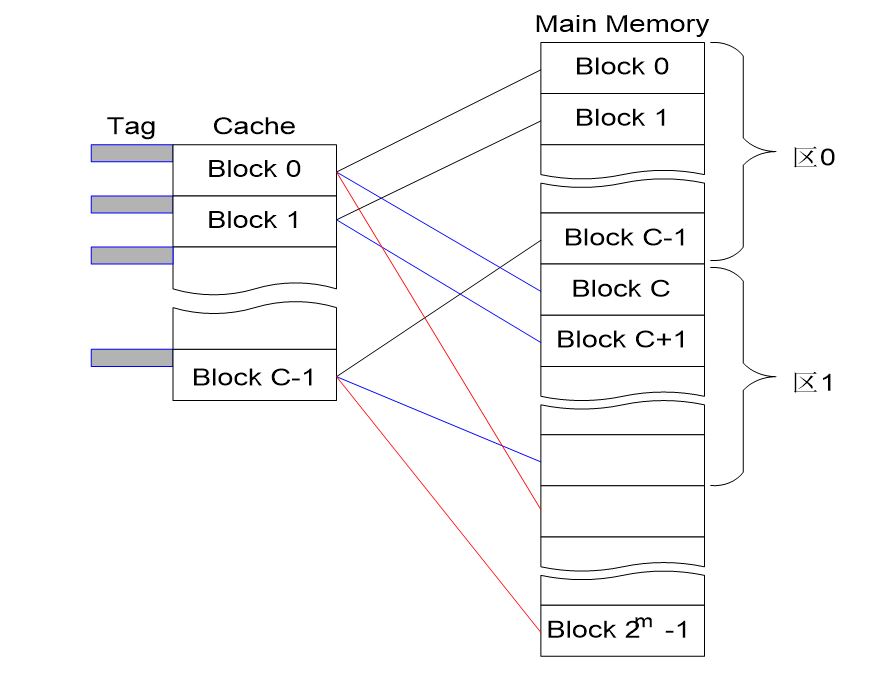 Main Memory
Block 0
Block 1
区0
Tag
Cache
Block 0
Block 1
Block C-1
Block C-1
Block C
Block C+1
区1
Block 2^m -1